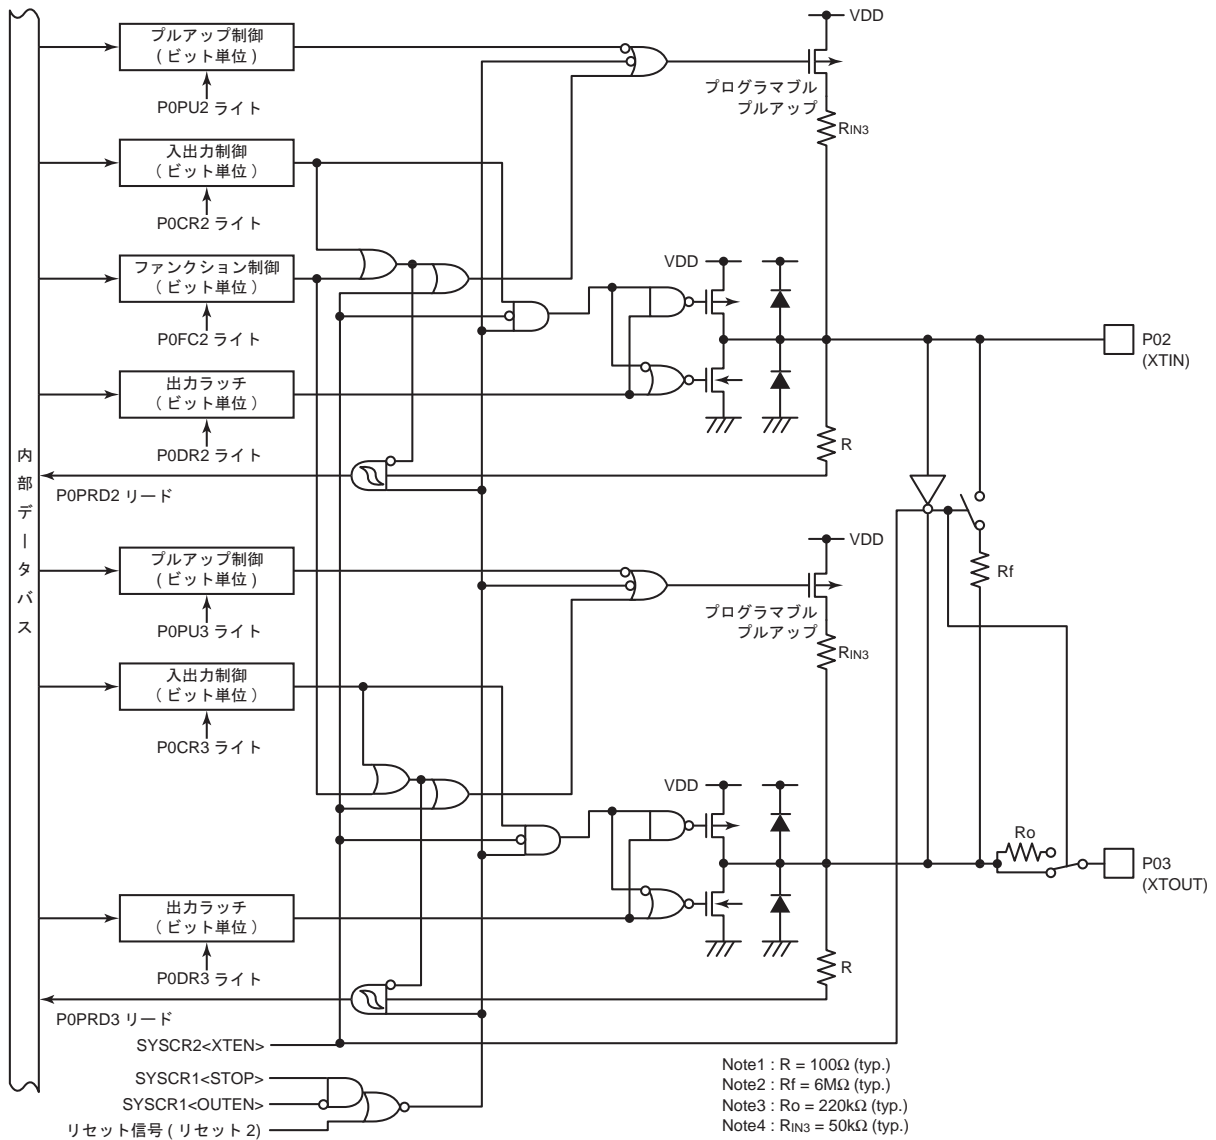 プルアップ制御
( ビット単位 )
P0PU2 ライト
VDD
プログラマブル
プルアップ
RIN3
入出力制御
( ビット単位 )
P0CR2 ライト
ファンクション制御
( ビット単位 )
P0FC2 ライト
VDD
P02
(XTIN)
出力ラッチ
( ビット単位 )
P0DR2 ライト
R
P0PRD2 リード
内部データバス
プルアップ制御
( ビット単位 )
P0PU3 ライト
VDD
プログラマブル
プルアップ
RIN3
Rf
入出力制御
( ビット単位 )
P0CR3 ライト
VDD
Ro
P03
(XTOUT)
出力ラッチ
( ビット単位 )
P0DR3 ライト
R
P0PRD3 リード
SYSCR2<XTEN>
SYSCR1<STOP>
SYSCR1<OUTEN>
リセット信号 ( リセット 2)
Note1 : R = 100Ω (typ.)
Note2 : Rf = 6MΩ (typ.)
Note3 : Ro = 220kΩ (typ.)
Note4 : RIN3 = 50kΩ (typ.)